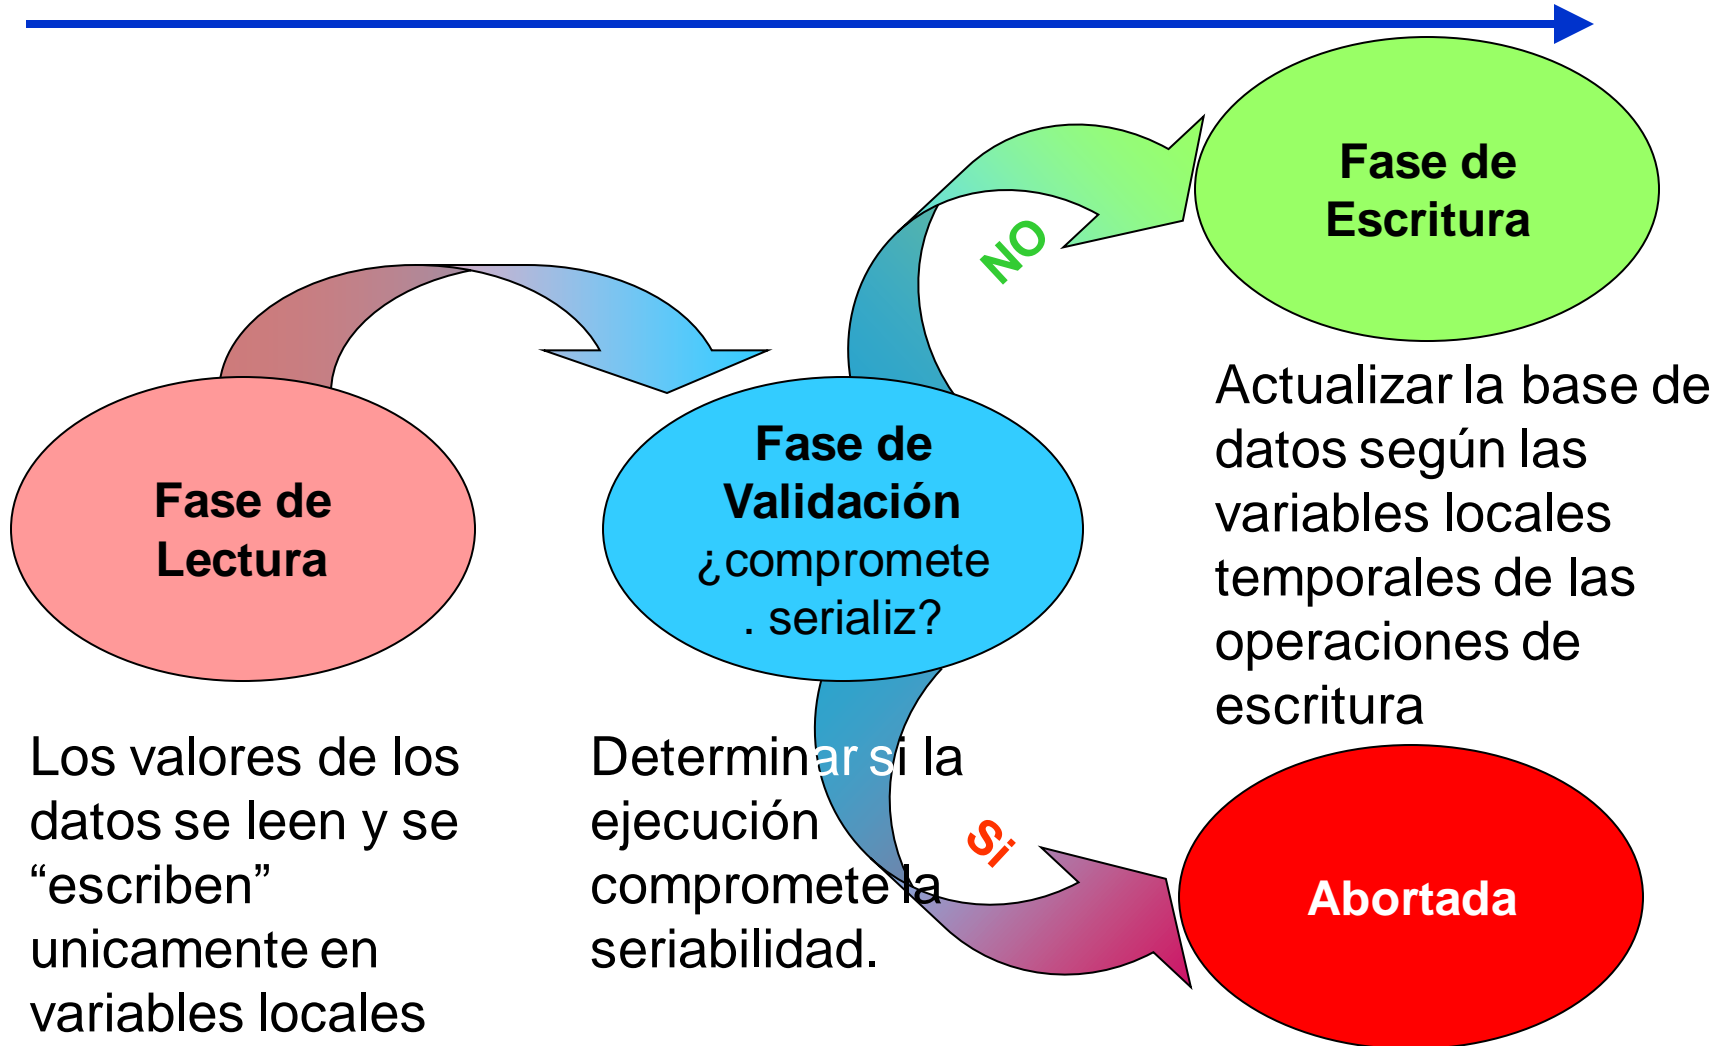 Fase de
Lectura
Los valores de los
datos se leen y se
“escriben”
unicamente en
variables locales
Fase de
Validación
¿compromete
. serializ?
Determinar si la
ejecución
compromete la
seriabilidad.
NO
Fase de
Escritura
Actualizar la base de
datos según las
variables locales
temporales de las
operaciones de
escritura
Si
Abortada